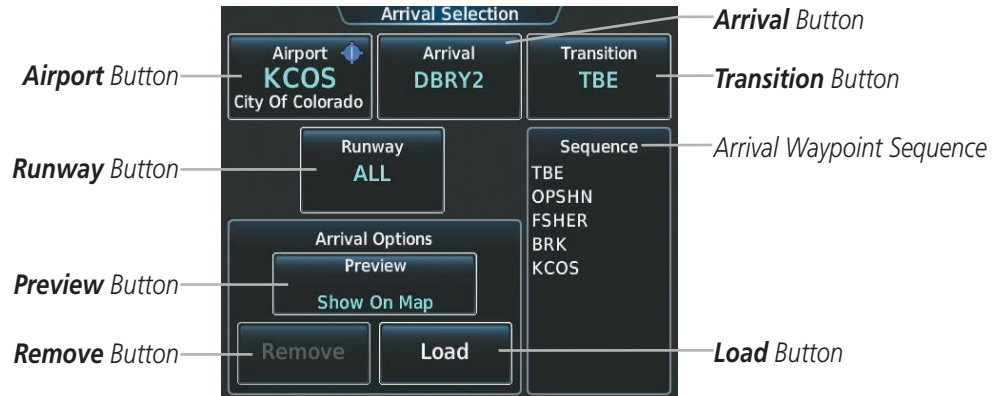 Arrival Selection
Arrival Button
Airport
KCOS
City Of Colorado
Arrival
DBRY2
Transition
TBE
Airport Button
Transition Button
Runway
ALL
Sequence
Arrival Waypoint Sequence
Runway Button
TBE
OPSHN
FSHER
BRK
KCOS
Arrival Options
Preview
Show On Map
Preview Button
Remove
Load
Remove Button
Load Button